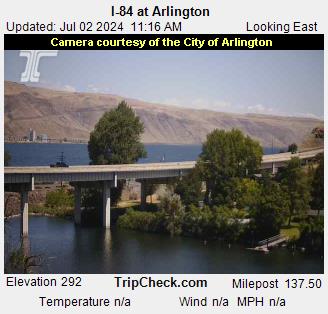 I-84 at Arlington
Updated: Jul 02 2024 11:16 AM Looking East
Camera courtesy of the City of Arlington
Elevation 292 TripCheck.com Milepost 137.50
Temperature n/a Wind n/a MPH n/a